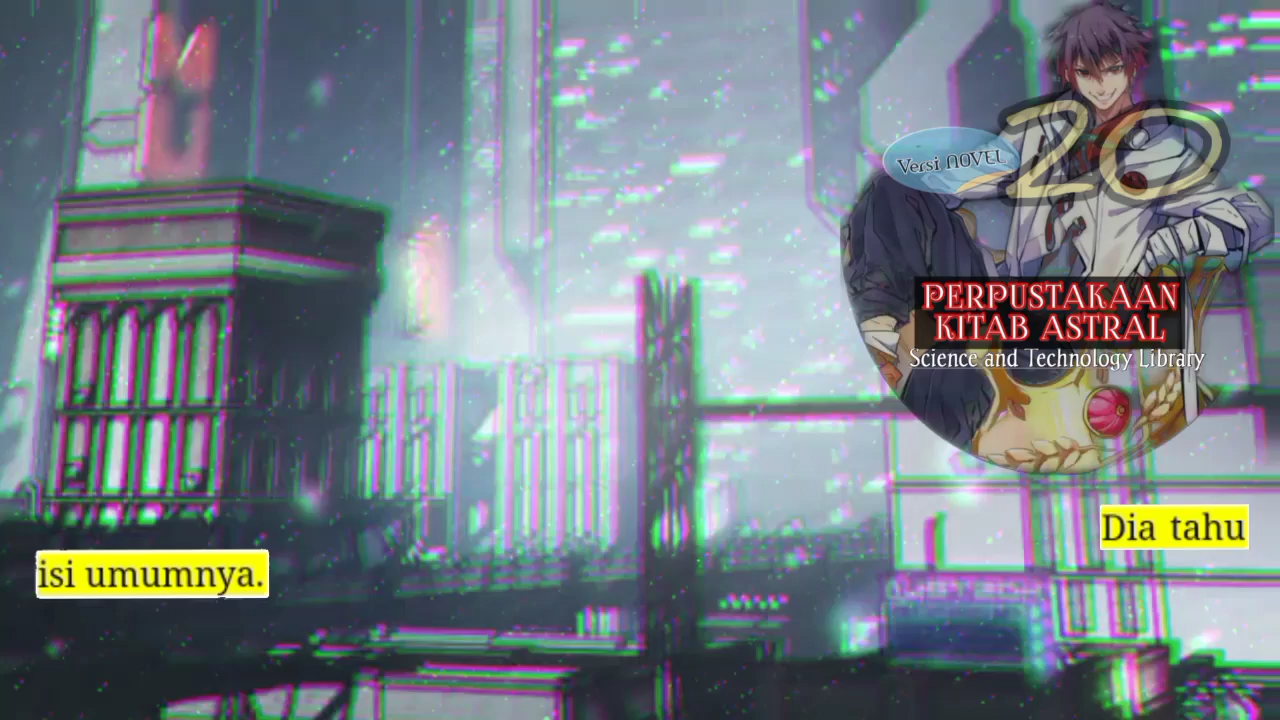 Versi NOVEL
20
PERPUSTAKAAN
KITAB ASTRAL
Science and Technology Library
Dia tahu
isi umumnya.